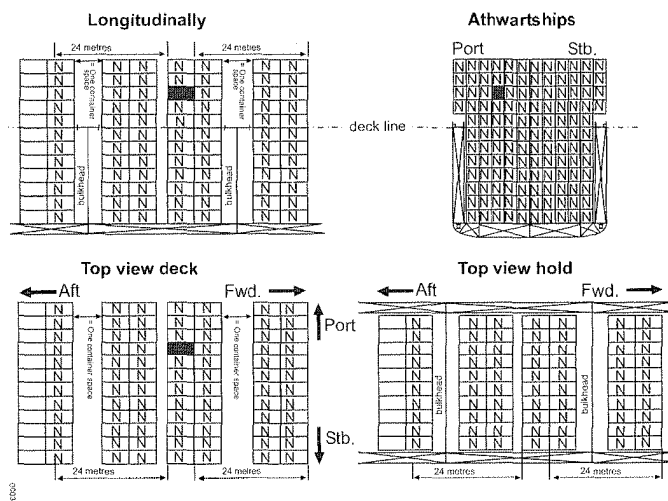 Longitudinally
24 metres
24 metres
= One container space
= One container space
N
bulkhead
bulkhead
deck line
Athwartships
Port
Stb.
N
Top view deck
Aft
Fwd.
= One container space
= One container space
N
Port
Stb.
24 metres
24 metres
Top view hold
Aft
Fwd.
N
bulkhead
bulkhead
24 metres
24 metres